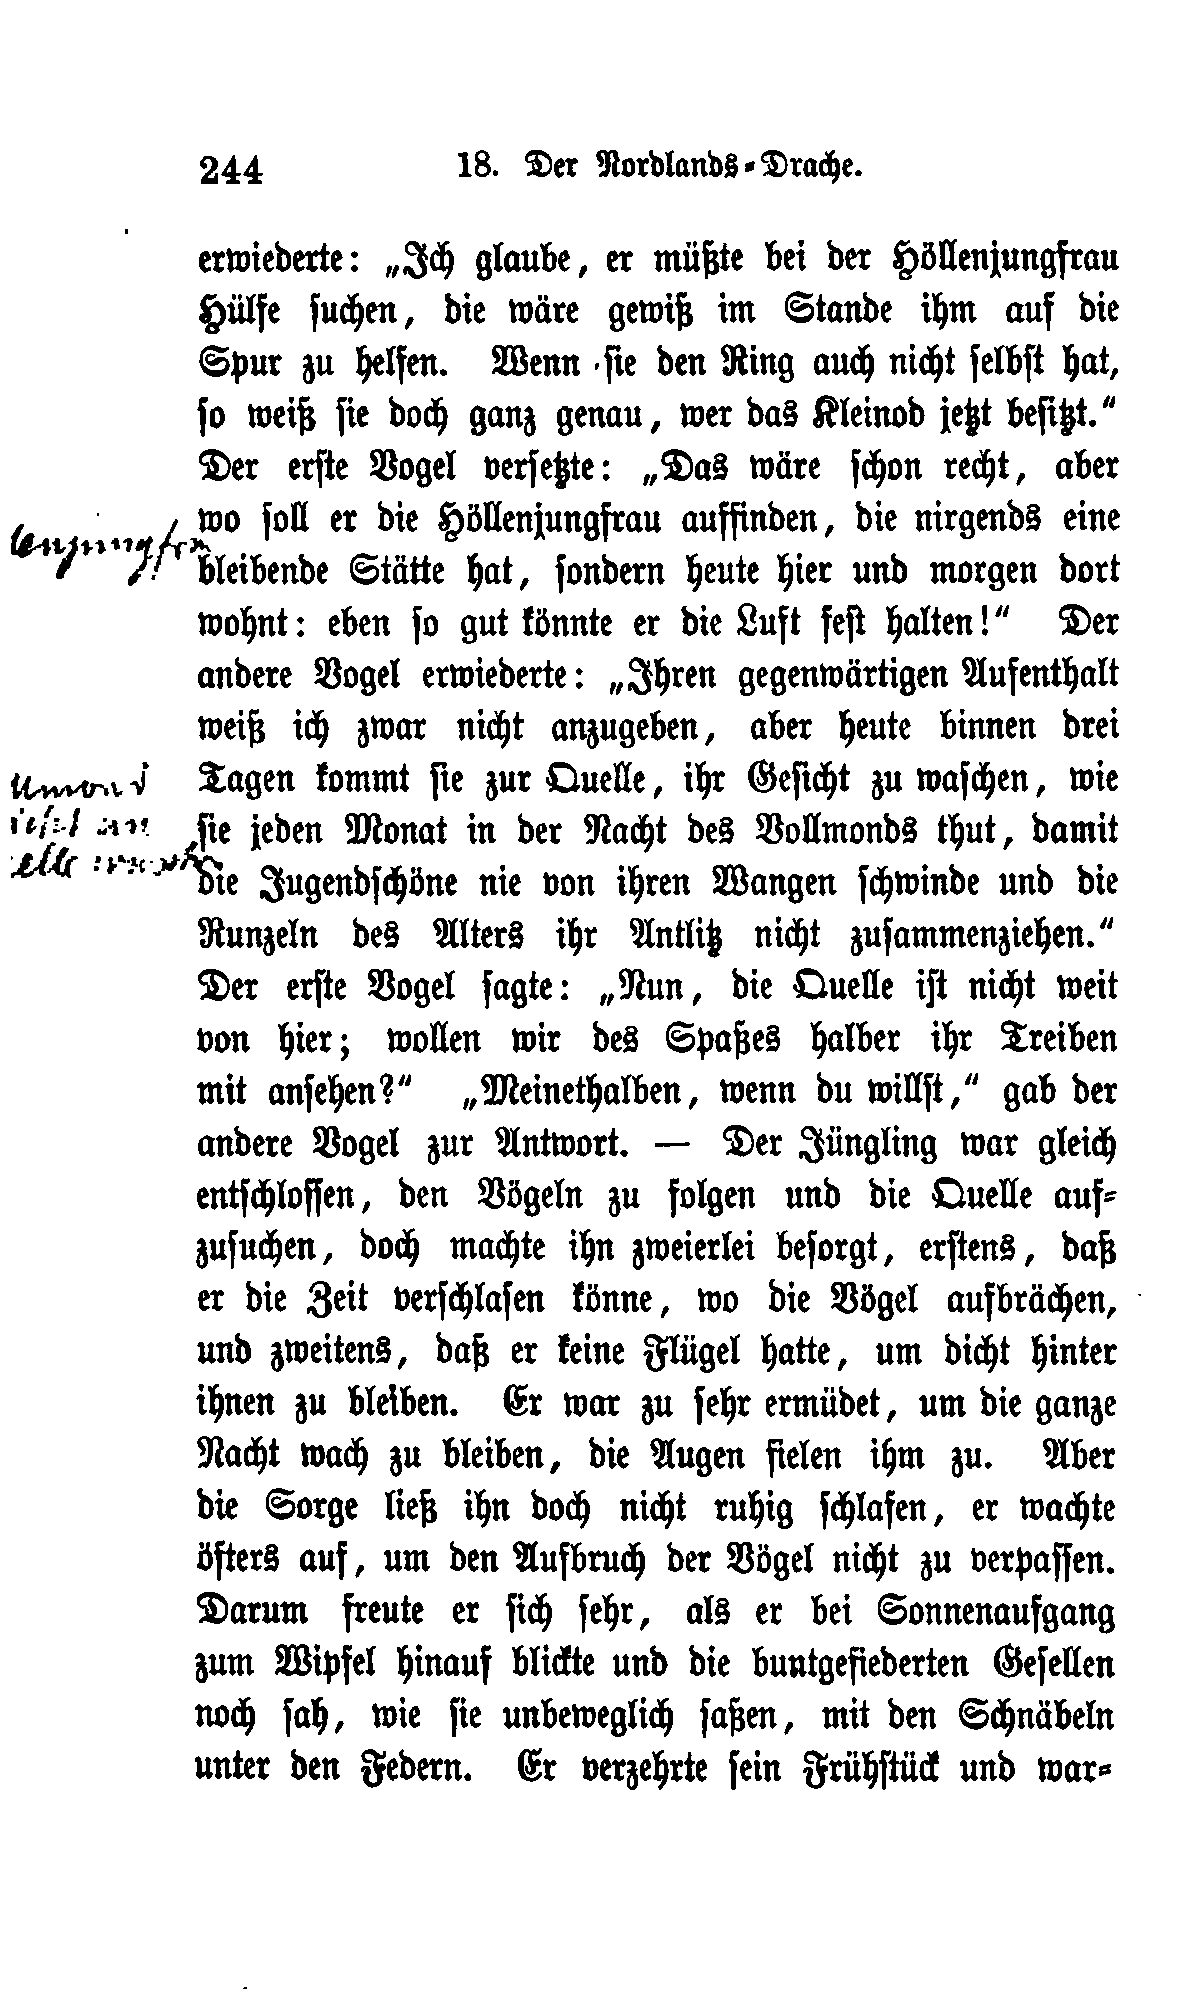 244 18. Der Nordlands-Drache.
erwiederte: „Ich glaube, er müßte bei der Höllenjungfrau
Hülfe suchen, die wäre gewiß im Stande ihm auf die
Spur zu helfen. Wenn sie den Ring auch nicht selbst hat,
so weiß sie doch ganz genau, wer das Kleinod jetzt besitzt.“
Der erste Vogel versetzte: „Das wäre schon recht, aber
wo soll er die Höllenjungfrau auffinden, die nirgends eine
bleibende Stätte hat, sondern heute hier und morgen dort
wohnt: eben so gut könnte er die Luft fest halten!“ Der
andere Vogel erwiederte: „Ihren gegenwärtigen Aufenthalt
weiß ich zwar nicht anzugeben, aber heute binnen drei
Tagen kommt sie zur Quelle, ihr Gesicht zu waschen, wie
sie jeden Monat in der Nacht des Vollmonds thut, damit
die Jugendschöne nie von ihren Wangen schwinde und die
Runzeln des Alters ihr Antlitz nicht zusammenziehen.“
Der erste Vogel sagte: „Nun, die Quelle ist nicht weit
von hier; wollen wir des Spaßes halber ihr Treiben
mit ansehen?“ „Meinethalben, wenn du willst,“ gab der
andere Vogel zur Antwort. — Der Jüngling war gleich
entschlossen, den Vögeln zu folgen und die Quelle auf-
zusuchen, doch machte ihn zweierlei besorgt, erstens, daß
er die Zeit verschlafen könne, wo die Vögel aufbrächen,
und zweitens, daß er keine Flügel hatte, um dicht hinter
ihnen zu bleiben. Er war zu sehr ermüdet, um die ganze
Nacht wach zu bleiben, die Augen fielen ihm zu. Aber
die Sorge ließ ihn doch nicht ruhig schlafen, er wachte
öfters auf, um den Aufbruch der Vögel nicht zu verpassen.
Darum freute er sich sehr, als er bei Sonnenaufgang
zum Wipfel hinauf blickte und die buntgefiederten Gesellen
noch sah, wie sie unbeweglich saßen, mit den Schnäbeln
unter den Federn. Er verzehrte sein Frühstück und war-